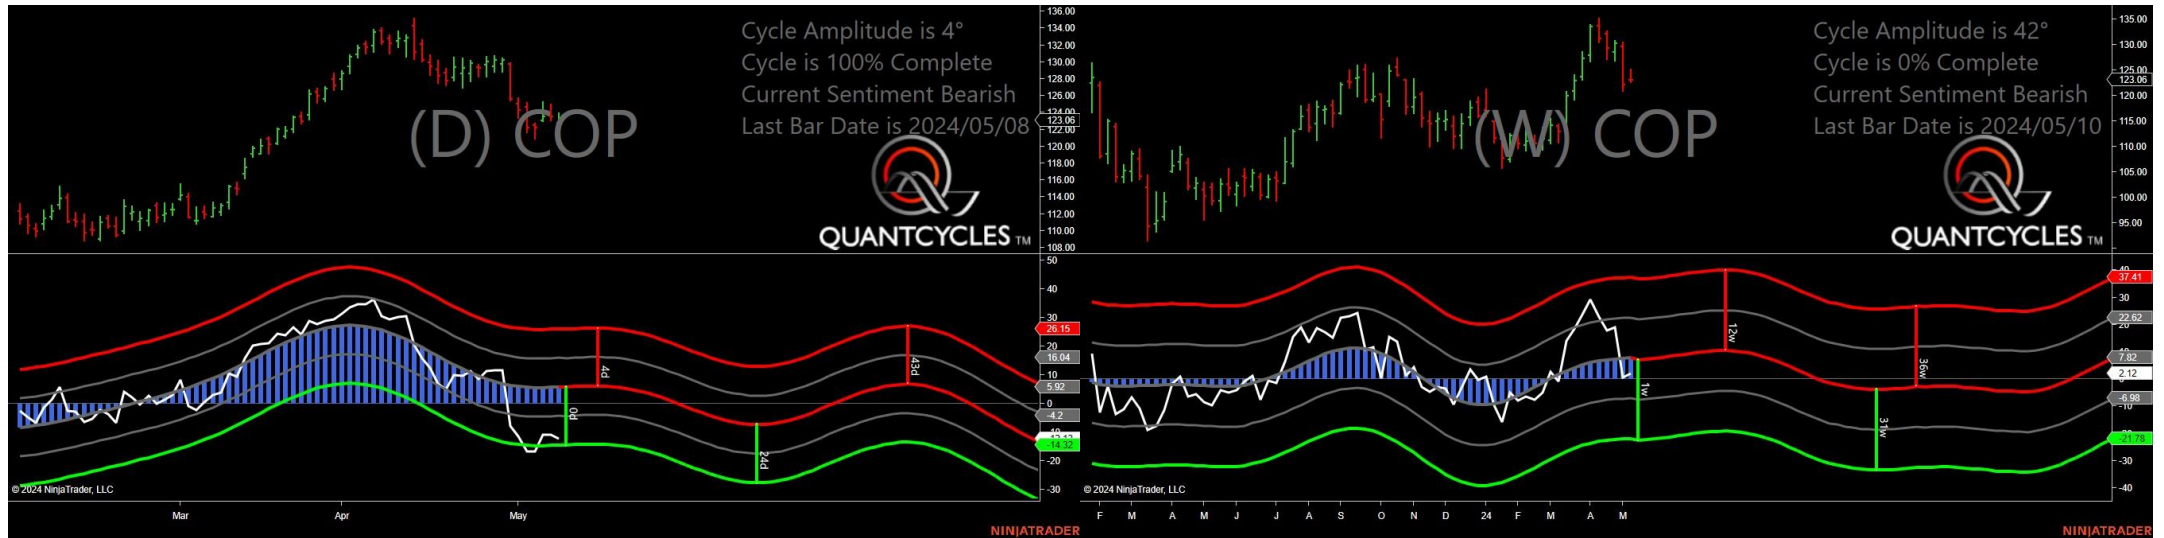 136.00
134.00
132.00
130.00
128.00
126.00
124.00
123.06
122.00
120.00
118.00
116.00
114.00
112.00
110.00
108.00
Cycle Amplitude is 4°
Cycle is 100% Complete
Current Sentiment Bearish
Last Bar Date is 2024/05/08
(D) COP
QUANTCYCLES TM
50
40
30
26.15
20
16.04
10
5.92
0
-4.2
-14.32
-20
-30
4d
0d
24d
43d
© 2024 NinjaTrader, LLC
Mar Apr May
NINJATRADER
135.00
130.00
125.00
123.06
120.00
115.00
110.00
105.00
100.00
95.00
Cycle Amplitude is 42°
Cycle is 0% Complete
Current Sentiment Bearish
Last Bar Date is 2024/05/10
(W) COP
QUANTCYCLES TM
40
37.41
30
22.62
20
7.82
2.12
-6.98
-10
-21.78
-30
-40
12w
1w
36w
31w
© 2024 NinjaTrader, LLC
F M A M J J A S O N D 24 F M A M
NINJATRADER